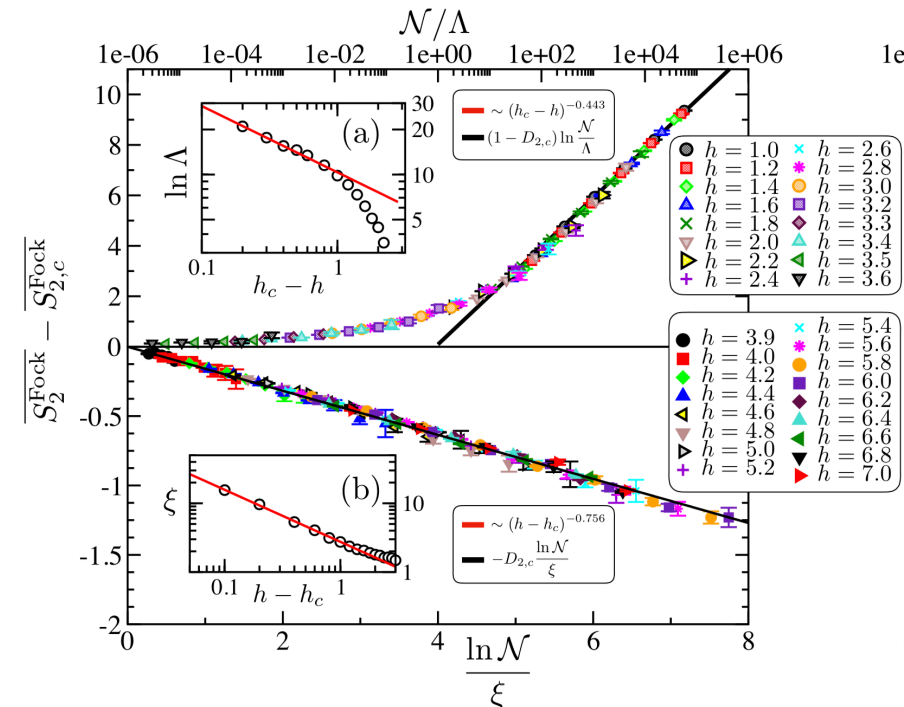 𝒩/Λ
1e-06 1e-04 1e-02 1e+00 1e+02 1e+04 1e+06 1e
10
8
6
4
2
0
-0.5
-1
-1.5
-2
S₂^Fock − S₂,c^Fock
(a)
ln Λ
30
20
10
5
0.1 1
h_c − h
∼ (h_c − h)^−0.443
(1 − D₂,c) ln 𝒩/Λ
h = 1.0
h = 1.2
h = 1.4
h = 1.6
h = 1.8
h = 2.0
h = 2.2
h = 2.4
h = 2.6
h = 2.8
h = 3.0
h = 3.2
h = 3.3
h = 3.4
h = 3.5
h = 3.6
h = 3.9
h = 4.0
h = 4.2
h = 4.4
h = 4.6
h = 4.8
h = 5.0
h = 5.2
h = 5.4
h = 5.6
h = 5.8
h = 6.0
h = 6.2
h = 6.4
h = 6.6
h = 6.8
h = 7.0
(b)
ξ
10
1
0.1 1
h − h_c
∼ (h − h_c)^−0.756
−D₂,c ln 𝒩/ξ
0 2 4 6 8
ln 𝒩/ξ